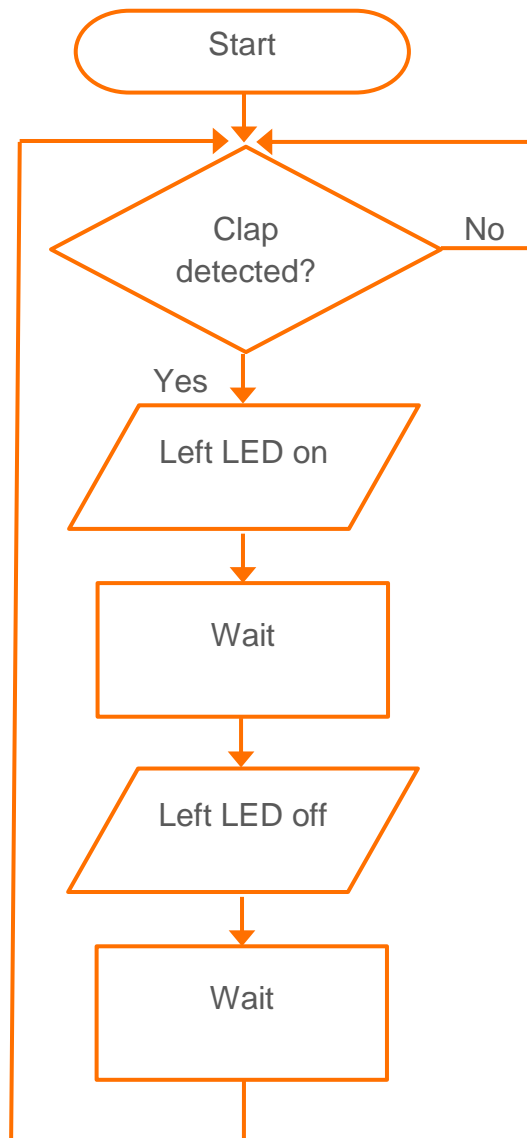 Start
Clap
detected?
No
Yes
Left LED on
Wait
Left LED off
Wait